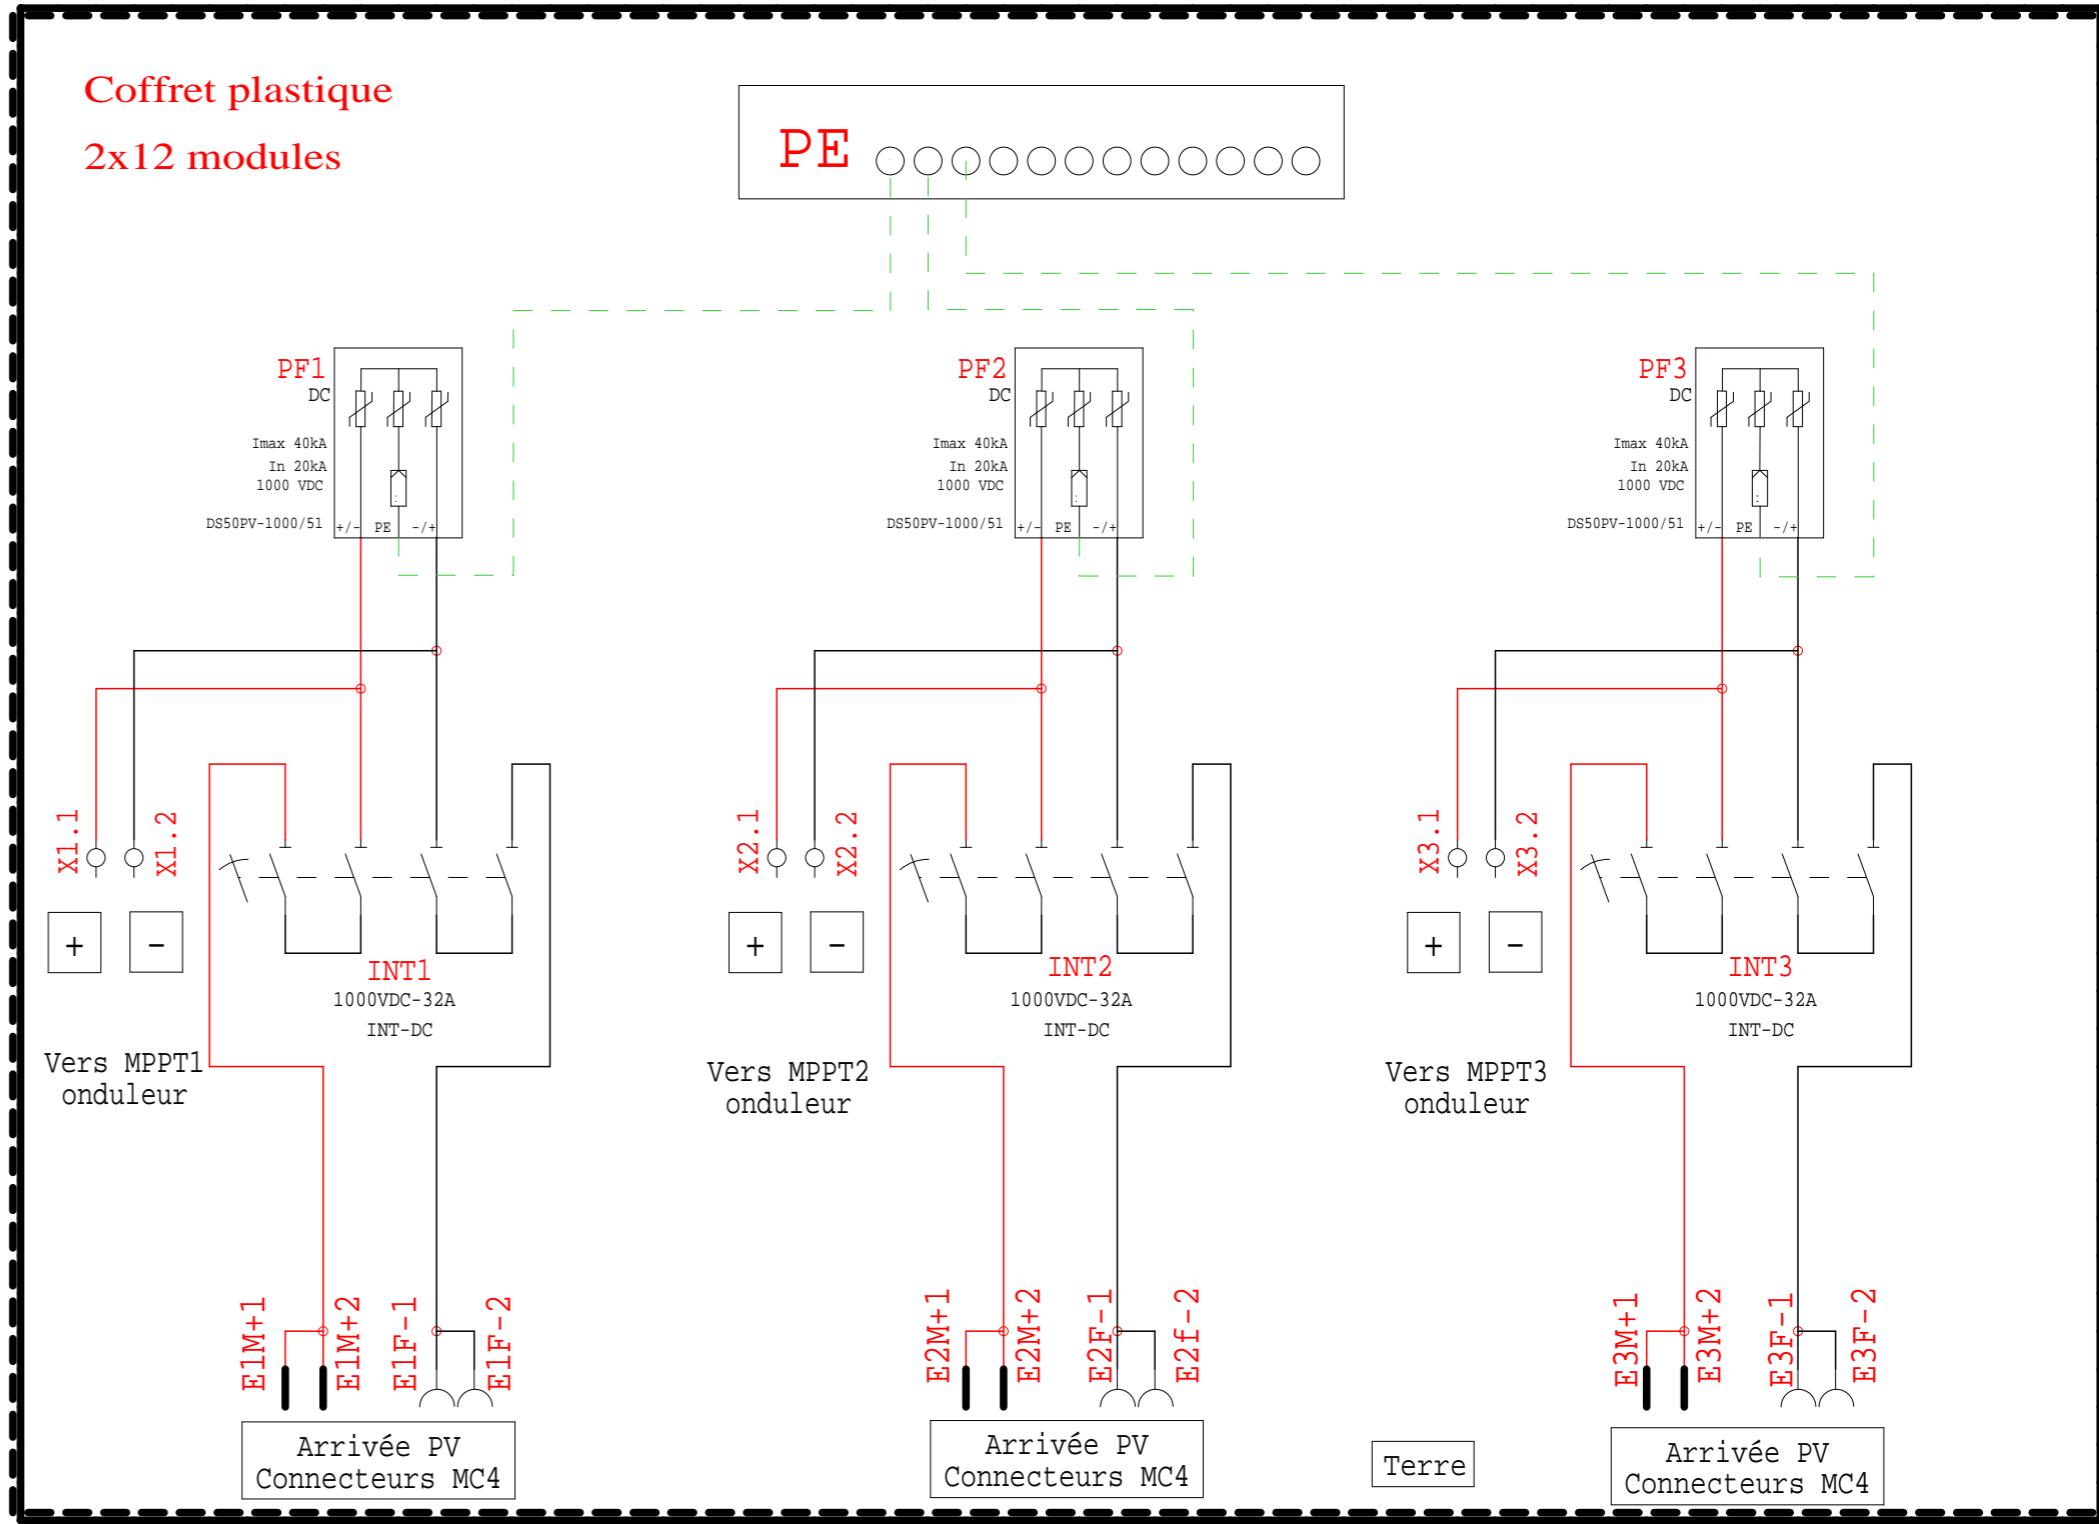 Coffret plastique
2x12 modules
PE
PF1
DC
Imax 40kA
In 20kA
1000 VDC
DS50PV-1000/51
+/- PE -/+
PF2
DC
Imax 40kA
In 20kA
1000 VDC
DS50PV-1000/51
+/- PE -/+
PF3
DC
Imax 40kA
In 20kA
1000 VDC
DS50PV-1000/51
+/- PE -/+
X1.1
X1.2
+
-
INT1
1000VDC-32A
INT-DC
Vers MPPT1
onduleur
X2.1
X2.2
+
-
INT2
1000VDC-32A
INT-DC
Vers MPPT2
onduleur
X3.1
X3.2
+
-
INT3
1000VDC-32A
INT-DC
Vers MPPT3
onduleur
E1M+1
E1M+2
E1F-1
E1F-2
Arrivée PV
Connecteurs MC4
E2M+1
E2M+2
E2F-1
E2f-2
Arrivée PV
Connecteurs MC4
Terre
E3M+1
E3M+2
E3F-1
E3F-2
Arrivée PV
Connecteurs MC4